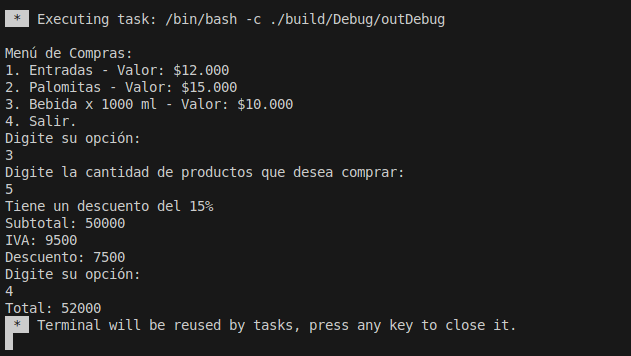 * Executing task: /bin/bash -c ./build/Debug/outDebug
Menú de Compras:
1. Entradas - Valor: $12.000
2. Palomitas - Valor: $15.000
3. Bebida x 1000 ml - Valor: $10.000
4. Salir.
Digite su opción:
3
Digite la cantidad de productos que desea comprar:
5
Tiene un descuento del 15%
Subtotal: 50000
IVA: 9500
Descuento: 7500
Digite su opción:
4
Total: 52000
* Terminal will be reused by tasks, press any key to close it.